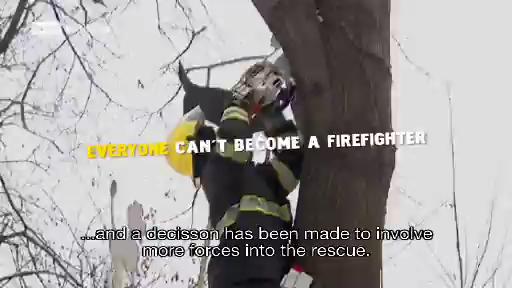 EVERYONE CAN'T BECOME A FIREFIGHTER
...and a decisson has been made to involve
more forces into the rescue.